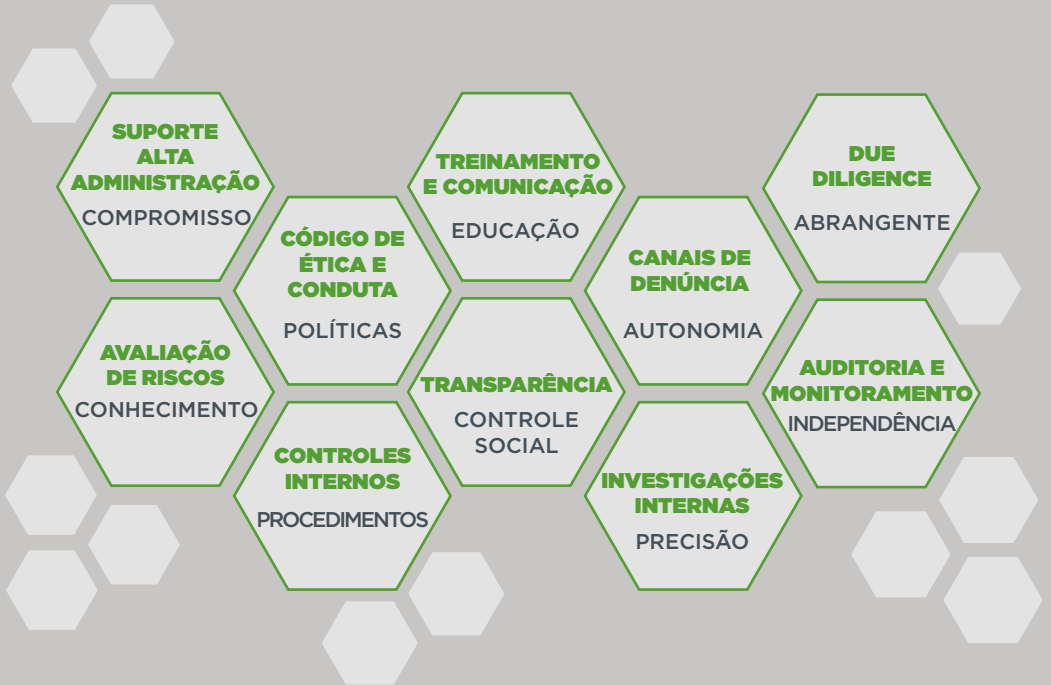 SUPORTE
ALTA
ADMINISTRAÇÃO
COMPROMISSO
AVALIAÇÃO
DE RISCOS
CONHECIMENTO
CÓDIGO DE
ÉTICA E
CONDUTA
POLÍTICAS
CONTROLES
INTERNOS
PROCEDIMENTOS
TREINAMENTO
E COMUNICAÇÃO
EDUCAÇÃO
TRANSPARÊNCIA
CONTROLE
SOCIAL
CANAIS DE
DENÚNCIA
AUTONOMIA
INVESTIGAÇÕES
INTERNAS
PRECISÃO
DUE
DILIGENCE
ABRANGENTE
AUDITORIA E
MONITORAMENTO
INDEPENDÊNCIA